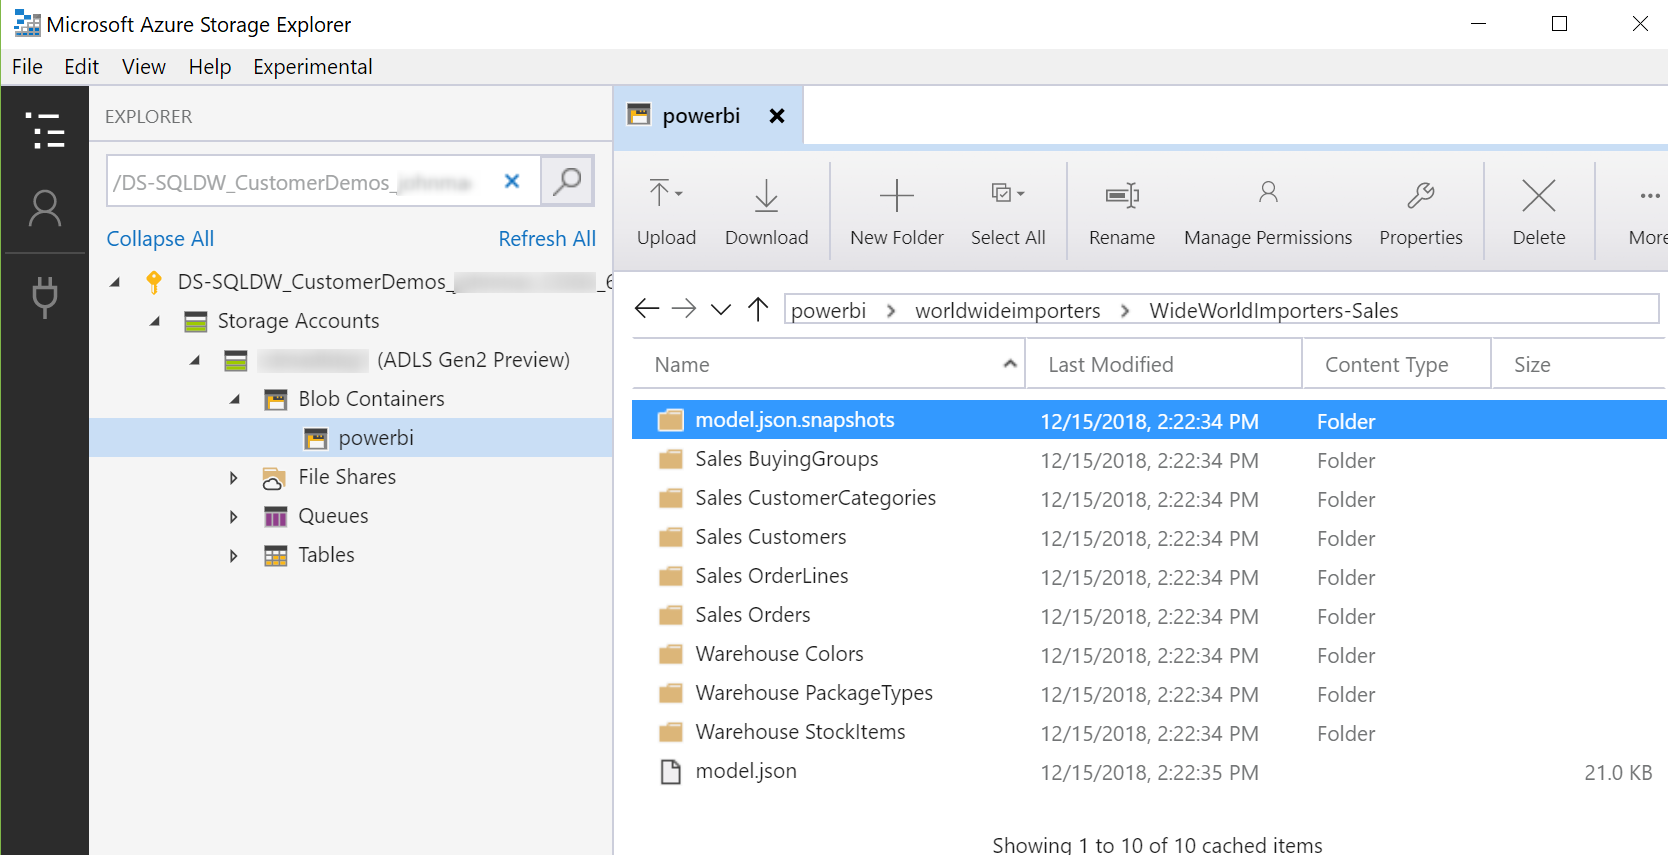 Microsoft Azure Storage Explorer
File Edit View Help Experimental
EXPLORER
/DS-SQLDW_CustomerDemos_
Collapse All Refresh All
DS-SQLDW_CustomerDemos_ _6
Storage Accounts
(ADLS Gen2 Preview)
Blob Containers
powerbi
File Shares
Queues
Tables
powerbi
Upload Download New Folder Select All Rename Manage Permissions Properties Delete More
powerbi > worldwideimporters > WideWorldImporters-Sales
Name Last Modified Content Type Size
model.json.snapshots 12/15/2018, 2:22:34 PM Folder
Sales BuyingGroups 12/15/2018, 2:22:34 PM Folder
Sales CustomerCategories 12/15/2018, 2:22:34 PM Folder
Sales Customers 12/15/2018, 2:22:34 PM Folder
Sales OrderLines 12/15/2018, 2:22:34 PM Folder
Sales Orders 12/15/2018, 2:22:34 PM Folder
Warehouse Colors 12/15/2018, 2:22:34 PM Folder
Warehouse PackageTypes 12/15/2018, 2:22:34 PM Folder
Warehouse StockItems 12/15/2018, 2:22:34 PM Folder
model.json 12/15/2018, 2:22:35 PM 21.0 KB
Showing 1 to 10 of 10 cached items